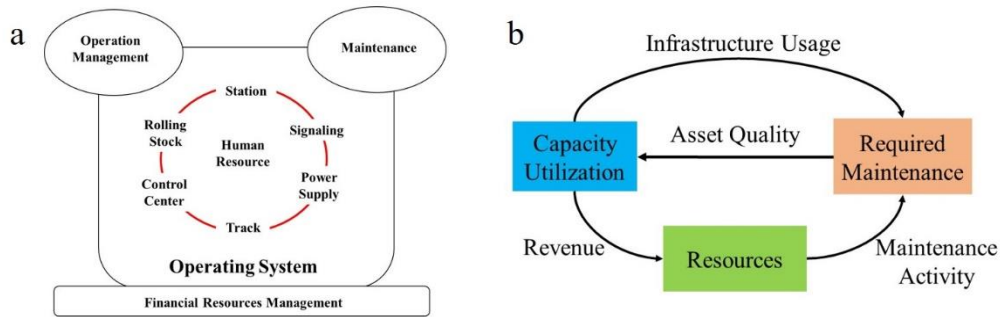 a
Operation
Management
Maintenance
Station
Rolling
Stock
Signaling
Human
Resource
Control
Center
Power
Supply
Track
Operating System
Financial Resources Management
b
Infrastructure Usage
Capacity
Utilization
Asset Quality
Required
Maintenance
Revenue
Resources
Maintenance
Activity